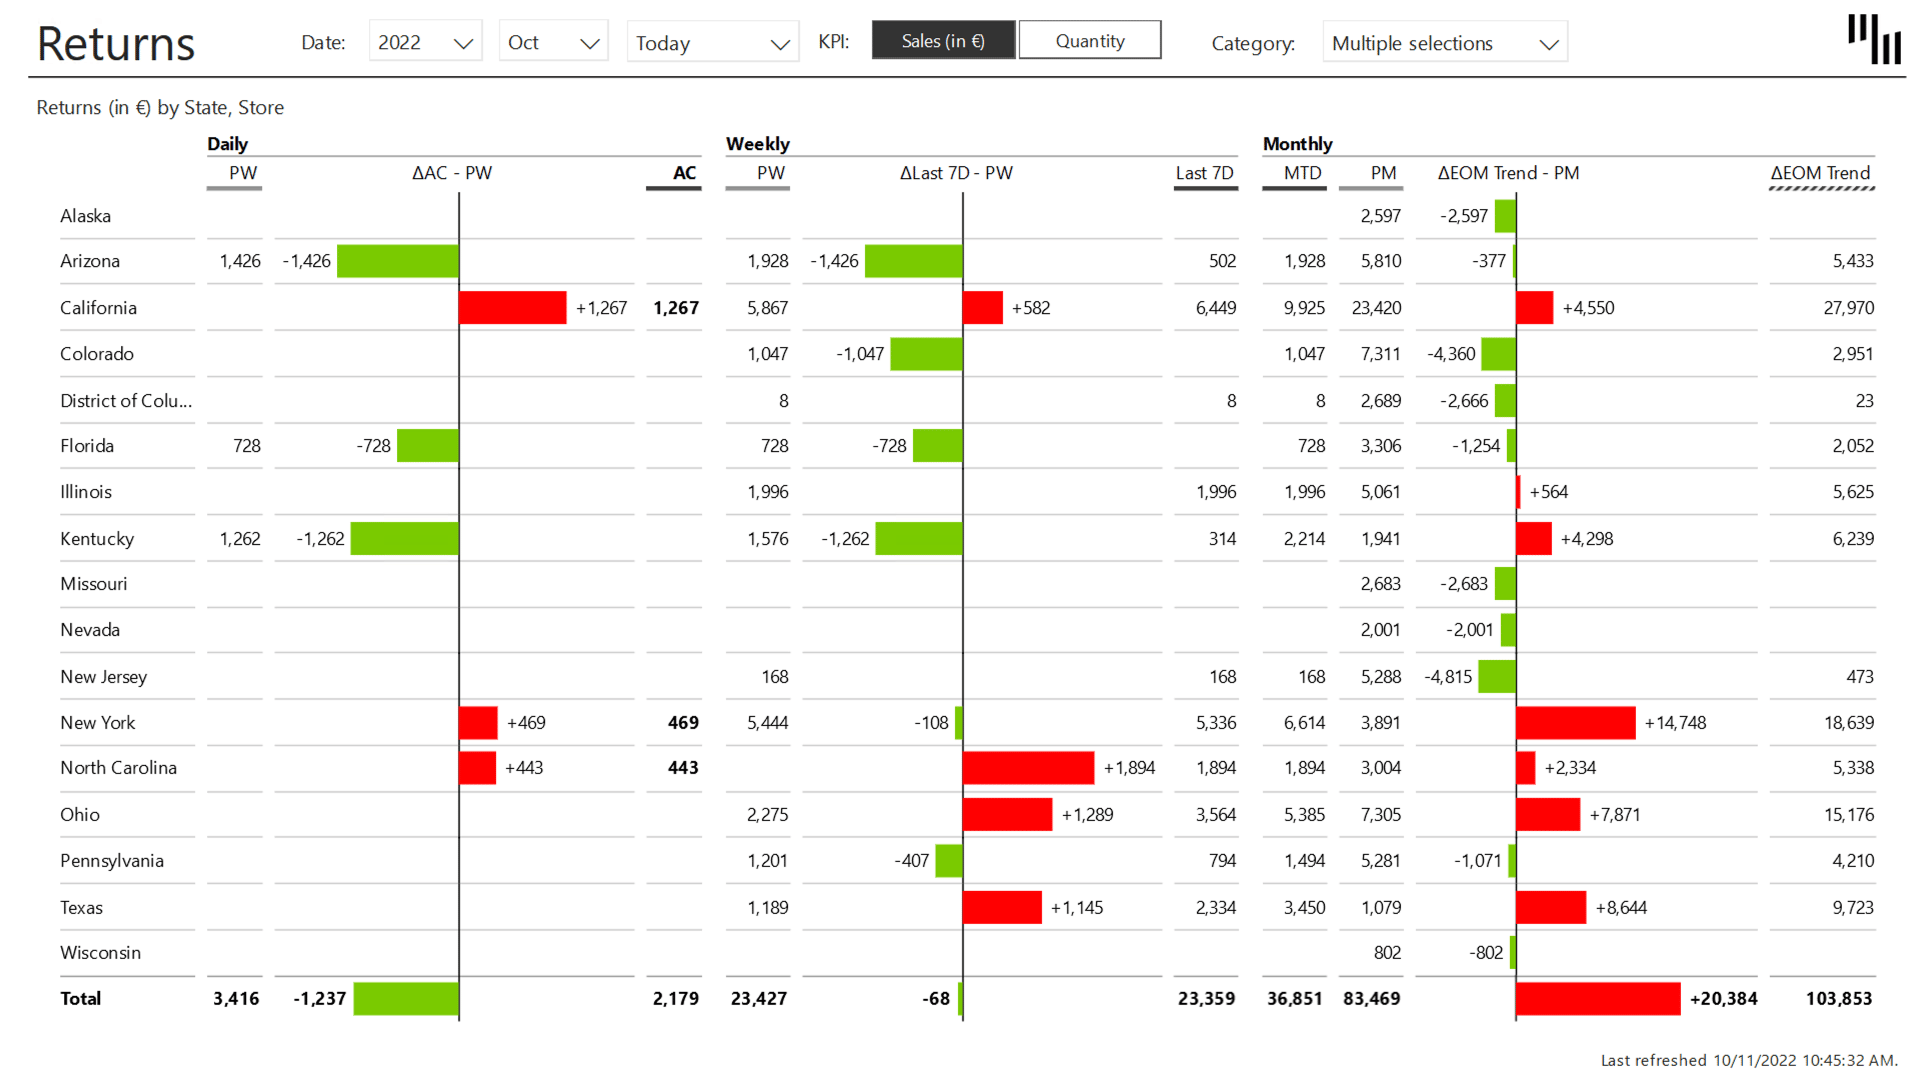 Returns
Date: 2022 Oct Today KPI: Sales (in €) Quantity Category: Multiple selections
Returns (in €) by State, Store
Daily Weekly Monthly
PW ΔAC - PW AC PW ΔLast 7D - PW Last 7D MTD PM ΔEOM Trend - PM ΔEOM Trend
Alaska 2,597 -2,597
Arizona 1,426 -1,426 1,928 -1,426 502 1,928 5,810 -377 5,433
California +1,267 1,267 5,867 +582 6,449 9,925 23,420 +4,550 27,970
Colorado 1,047 -1,047 1,047 7,311 -4,360 2,951
District of Colu... 8 8 8 2,689 -2,666 23
Florida 728 -728 728 -728 728 3,306 -1,254 2,052
Illinois 1,996 1,996 1,996 5,061 +564 5,625
Kentucky 1,262 -1,262 1,576 -1,262 314 2,214 1,941 +4,298 6,239
Missouri 2,683 -2,683
Nevada 2,001 -2,001
New Jersey 168 168 168 5,288 -4,815 473
New York +469 469 5,444 -108 5,336 6,614 3,891 +14,748 18,639
North Carolina +443 443 +1,894 1,894 1,894 3,004 +2,334 5,338
Ohio 2,275 +1,289 3,564 5,385 7,305 +7,871 15,176
Pennsylvania 1,201 -407 794 1,494 5,281 -1,071 4,210
Texas 1,189 +1,145 2,334 3,450 1,079 +8,644 9,723
Wisconsin 802 -802
Total 3,416 -1,237 2,179 23,427 -68 23,359 36,851 83,469 +20,384 103,853
Last refreshed 10/11/2022 10:45:32 AM.